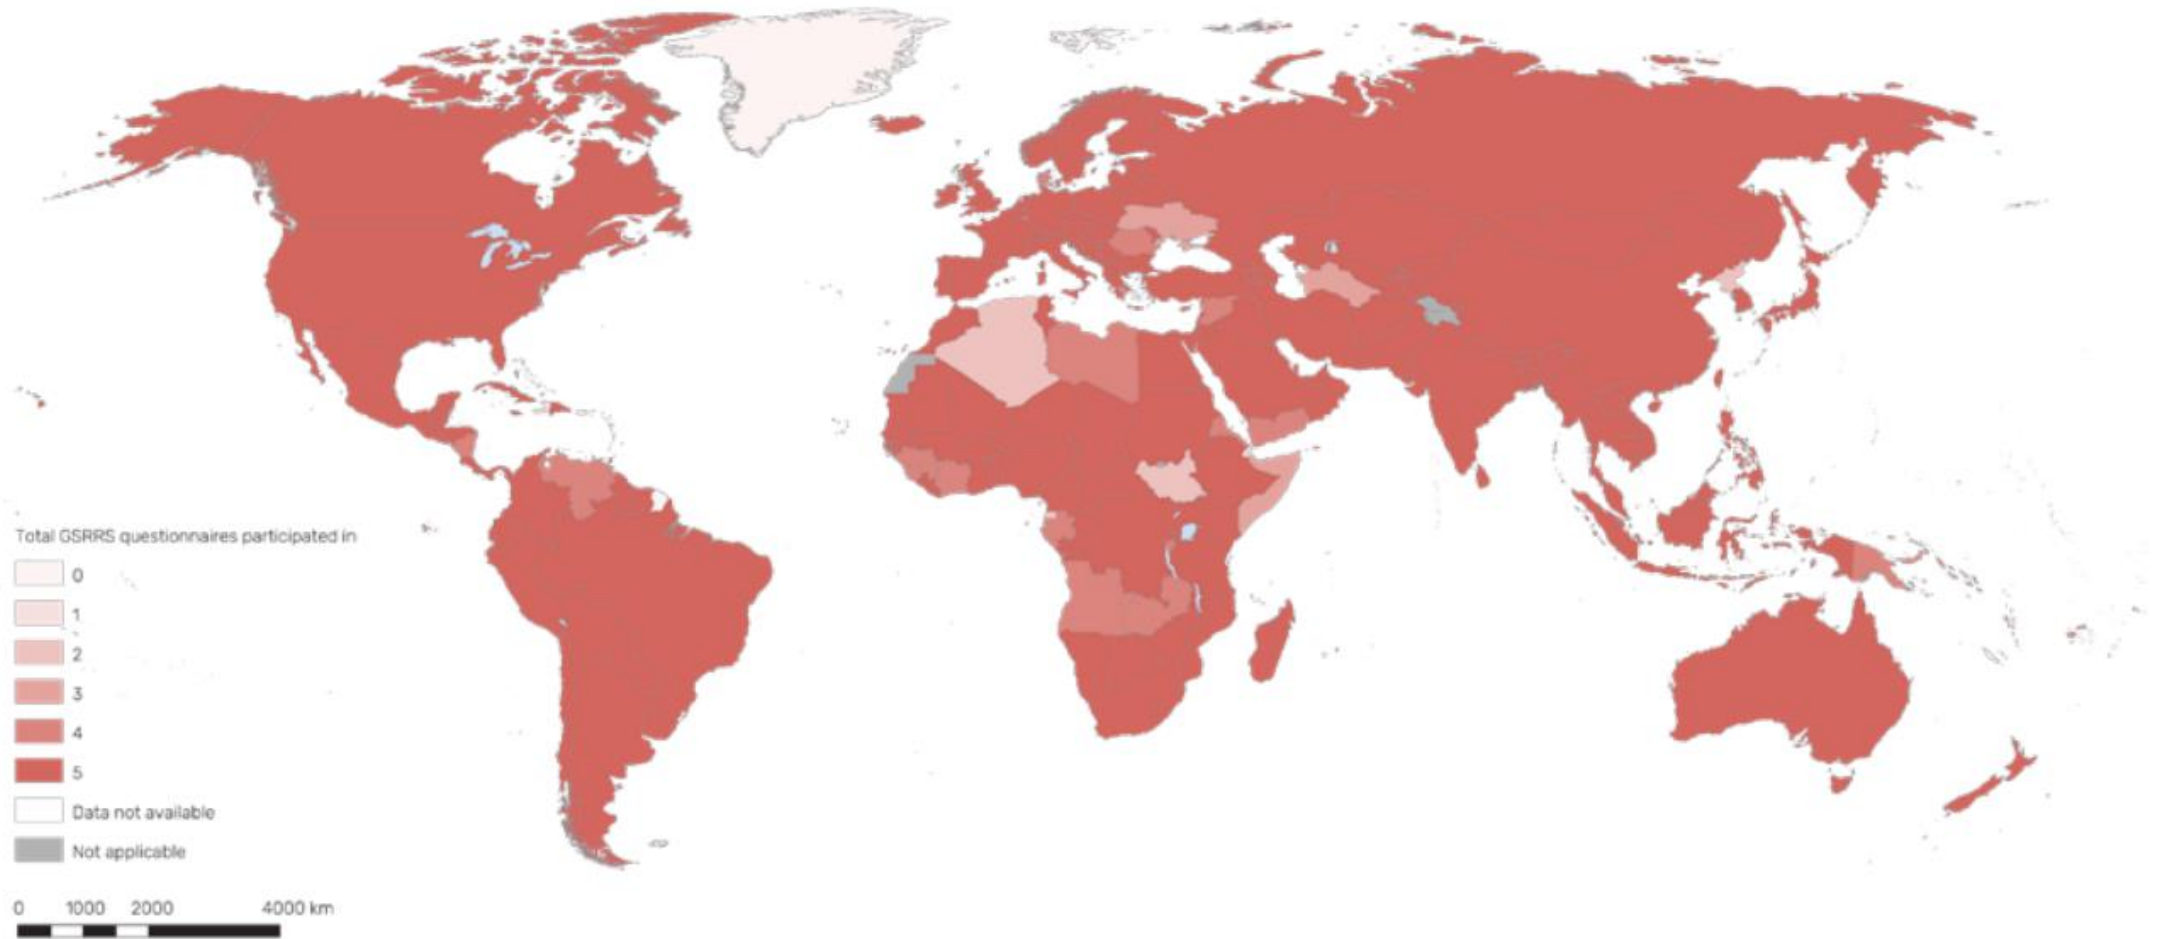 Total GSRRS questionnaires participated in
0
1
2
3
4
5
Data not available
Not applicable
0 1000 2000 4000 km